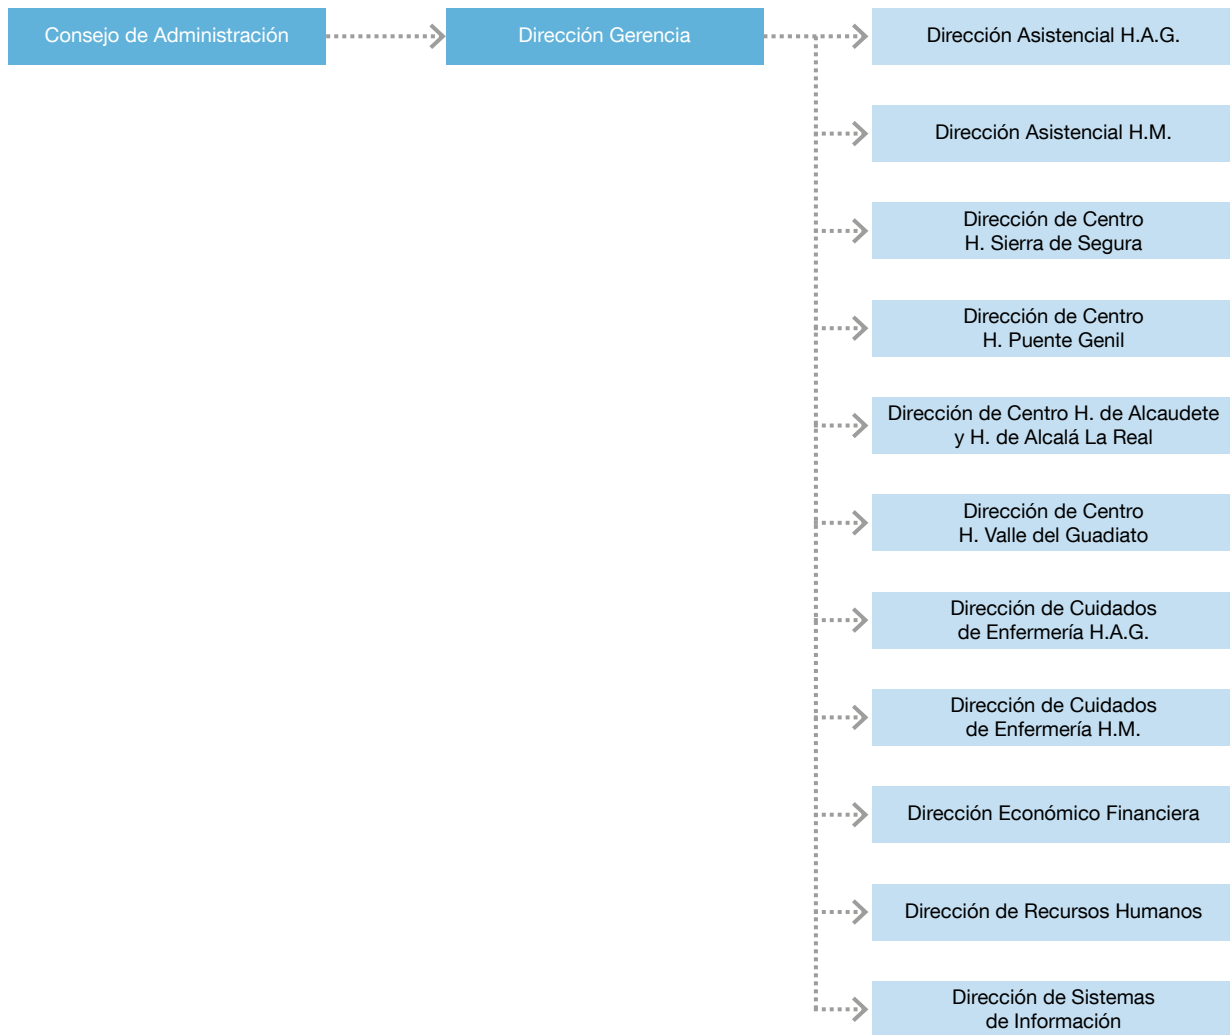 Consejo de Administración
Dirección Gerencia
Dirección Asistencial H.A.G.
Dirección Asistencial H.M.
Dirección de Centro
H. Sierra de Segura
Dirección de Centro
H. Puente Genil
Dirección de Centro H. de Alcaudete
y H. de Alcalá La Real
Dirección de Centro
H. Valle del Guadiato
Dirección de Cuidados
de Enfermería H.A.G.
Dirección de Cuidados
de Enfermería H.M.
Dirección Económico Financiera
Dirección de Recursos Humanos
Dirección de Sistemas
de Información